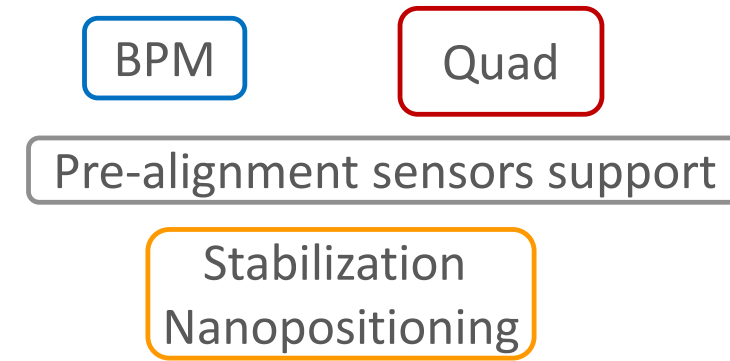 BPM
Quad
Pre-alignment sensors support
Stabilization
Nanopositioning